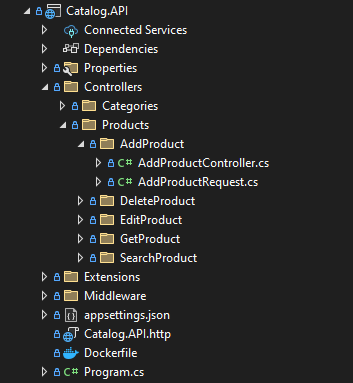 Catalog.API
Connected Services
Dependencies
Properties
Controllers
Categories
Products
AddProduct
C# AddProductController.cs
C# AddProductRequest.cs
DeleteProduct
EditProduct
GetProduct
SearchProduct
Extensions
Middleware
appsettings.json
Catalog.API.http
Dockerfile
C# Program.cs